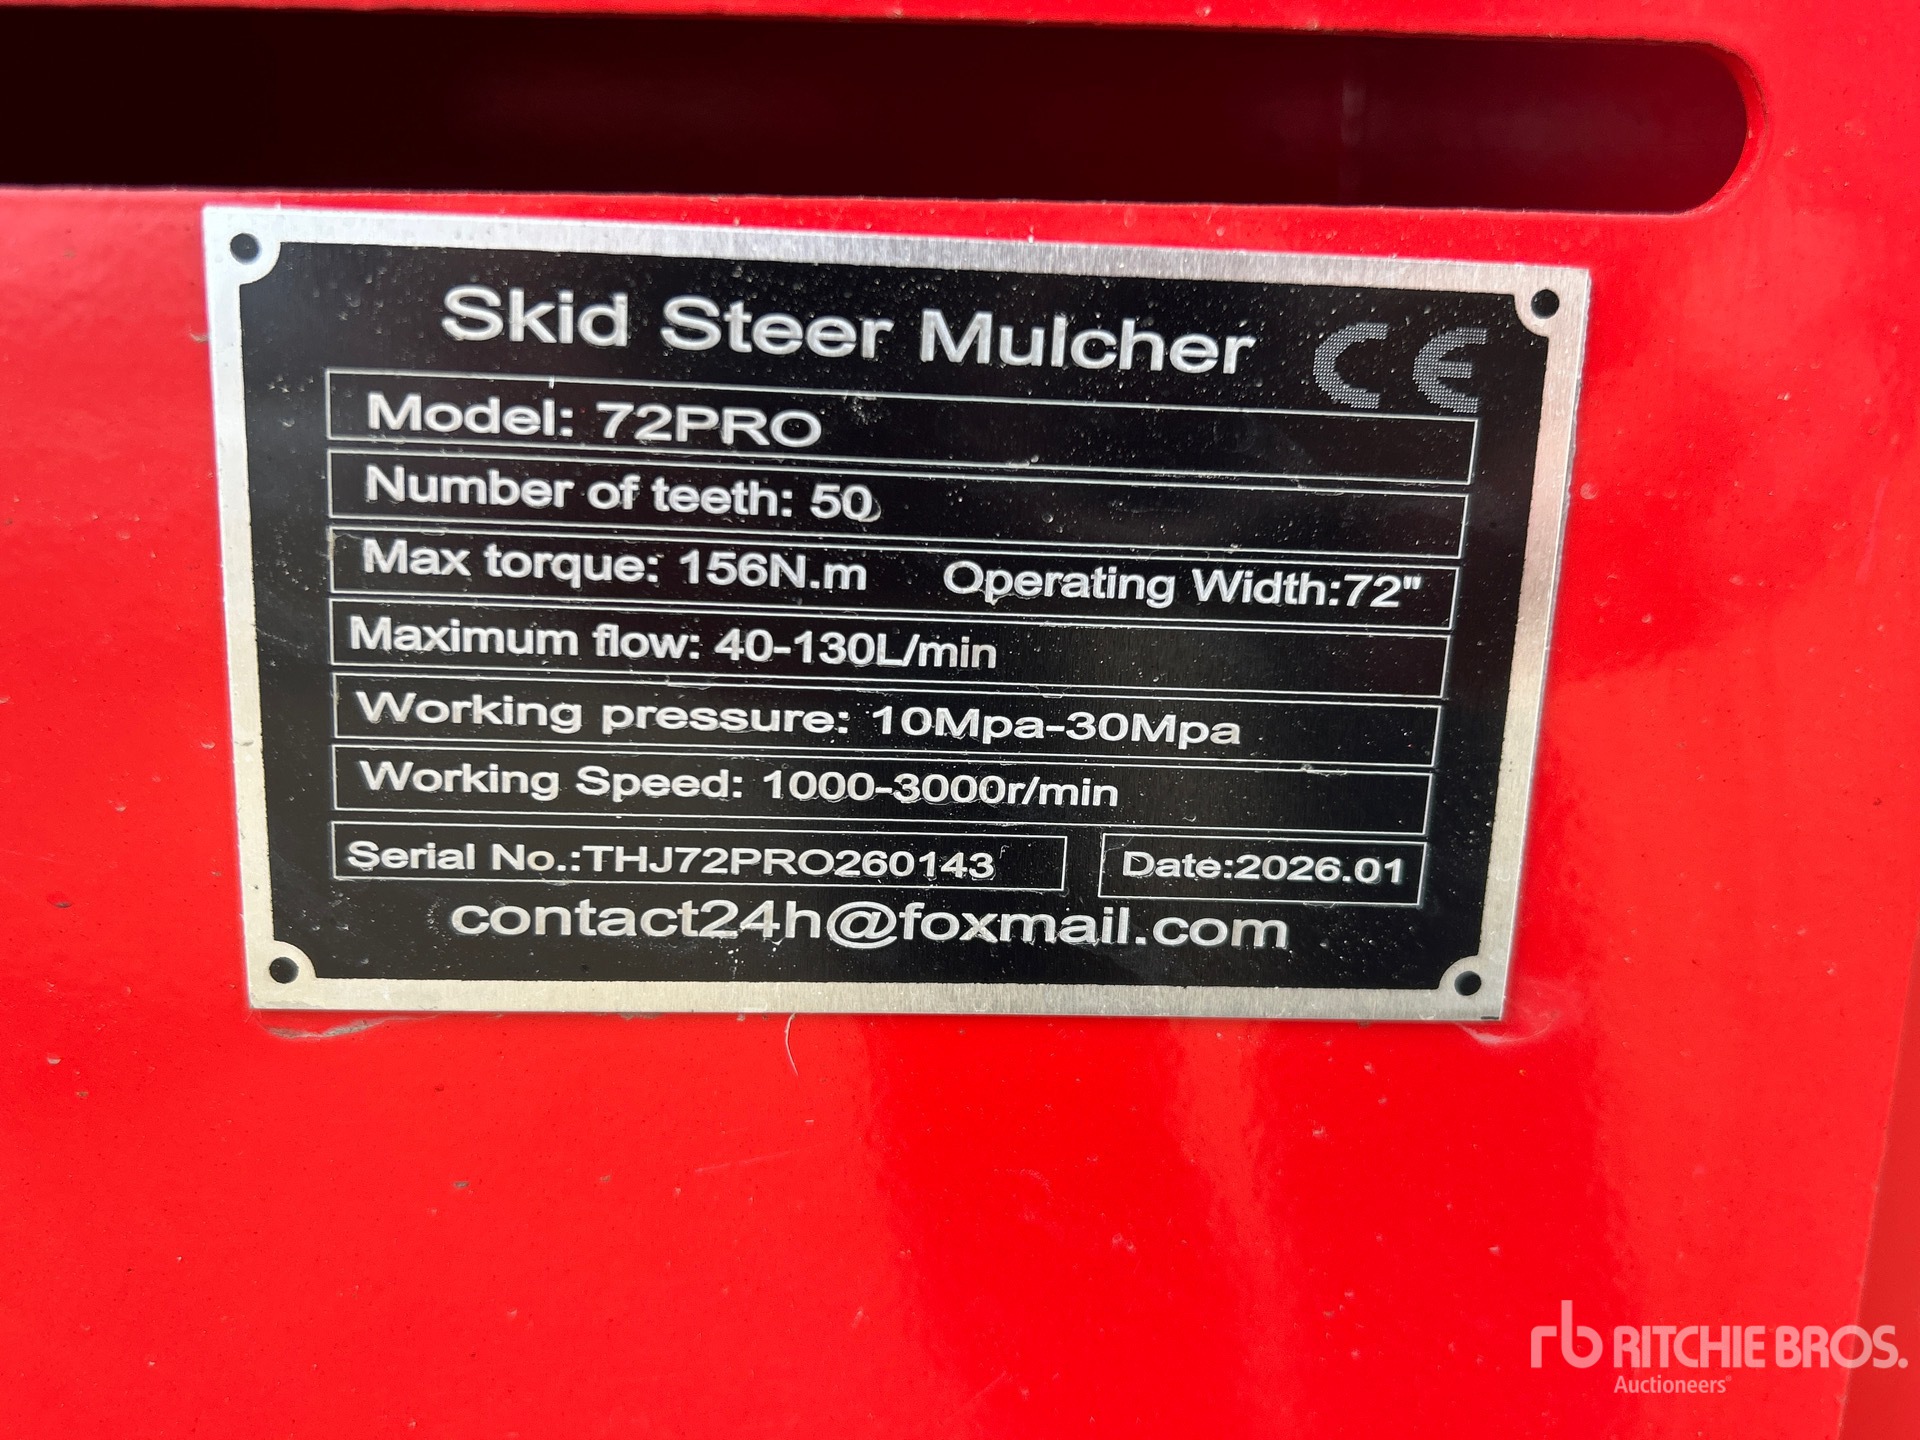 Skid Steer Mulcher CE
Model: 72PRO
Number of teeth: 50
Max torque: 156N.m Operating Width:72"
Maximum flow: 40-130L/min
Working pressure: 10Mpa-30Mpa
Working Speed: 1000-3000r/min
Serial No.:THJ72PRO260143 Date:2026.01
contact24h@foxmail.com
rb RITCHIE BROS.
Auctioneers